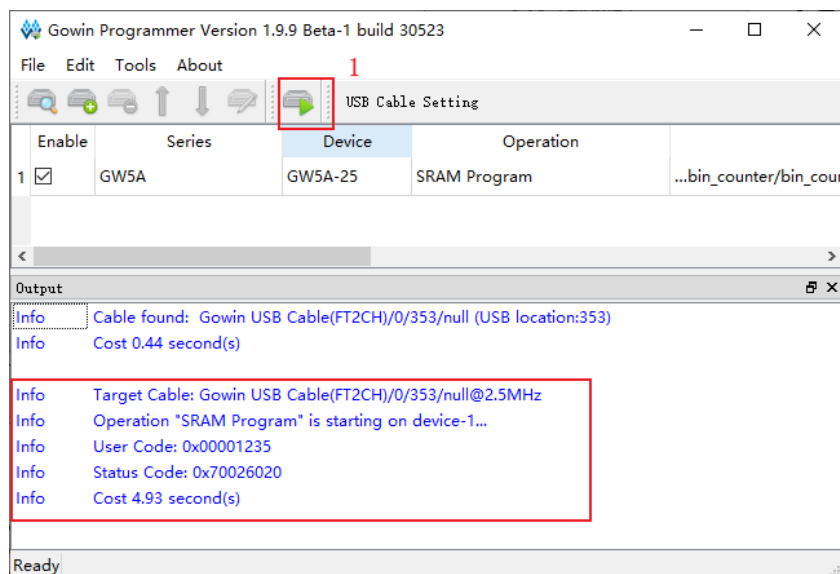 Gowin Programmer Version 1.9.9 Beta-1 build 30523
File Edit Tools About
1
USB Cable Setting
Enable Series Device Operation
1 GW5A GW5A-25 SRAM Program ...bin_counter/bin_cour
Output
Info Cable found: Gowin USB Cable(FT2CH)/0/353/null (USB location:353)
Info Cost 0.44 second(s)
Info Target Cable: Gowin USB Cable(FT2CH)/0/353/null@2.5MHz
Info Operation "SRAM Program" is starting on device-1...
Info User Code: 0x00001235
Info Status Code: 0x70026020
Info Cost 4.93 second(s)
Ready